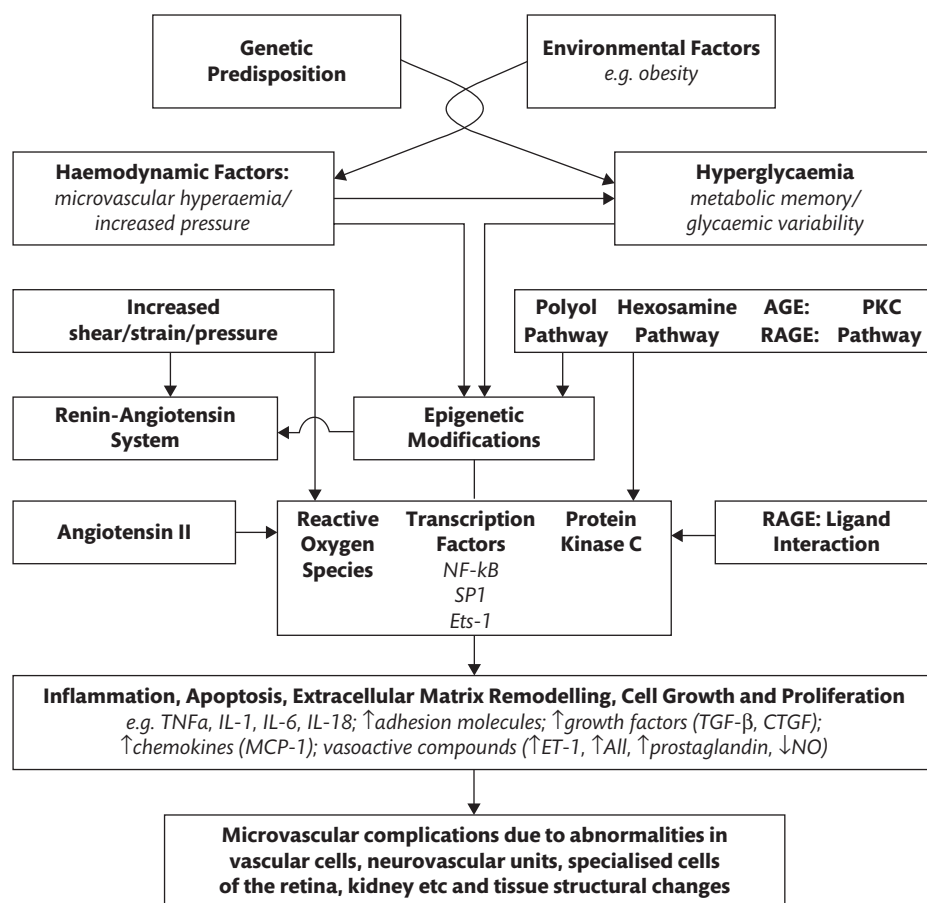 Genetic
Predisposition
Environmental Factors
e.g. obesity
Haemodynamic Factors:
microvascular hyperaemia/
increased pressure
Hyperglycaemia
metabolic memory/
glycaemic variability
Increased
shear/strain/pressure
Polyol Hexosamine AGE: PKC
Pathway Pathway RAGE: Pathway
Renin-Angiotensin
System
Epigenetic
Modifications
Angiotensin II
Reactive
Oxygen
Species
Transcription
Factors
NF-kB
SP1
Ets-1
Protein
Kinase C
RAGE: Ligand
Interaction
Inflammation, Apoptosis, Extracellular Matrix Remodelling, Cell Growth and Proliferation
e.g. TNFa, IL-1, IL-6, IL-18; ↑adhesion molecules; ↑growth factors (TGF-β, CTGF);
↑chemokines (MCP-1); vasoactive compounds (↑ET-1, ↑AII, ↑prostaglandin, ↓NO)
Microvascular complications due to abnormalities in
vascular cells, neurovascular units, specialised cells
of the retina, kidney etc and tissue structural changes